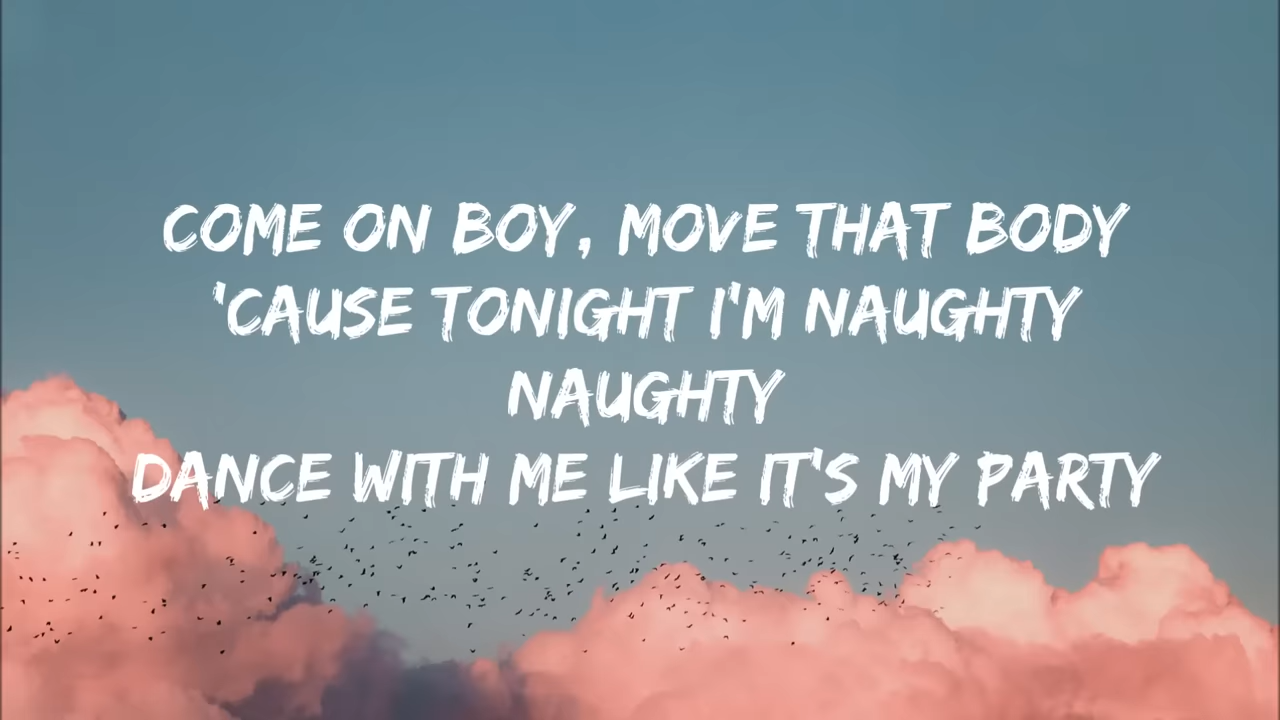 COME ON BOY, MOVE THAT BODY
'CAUSE TONIGHT I'M NAUGHTY
NAUGHTY
DANCE WITH ME LIKE IT'S MY PARTY